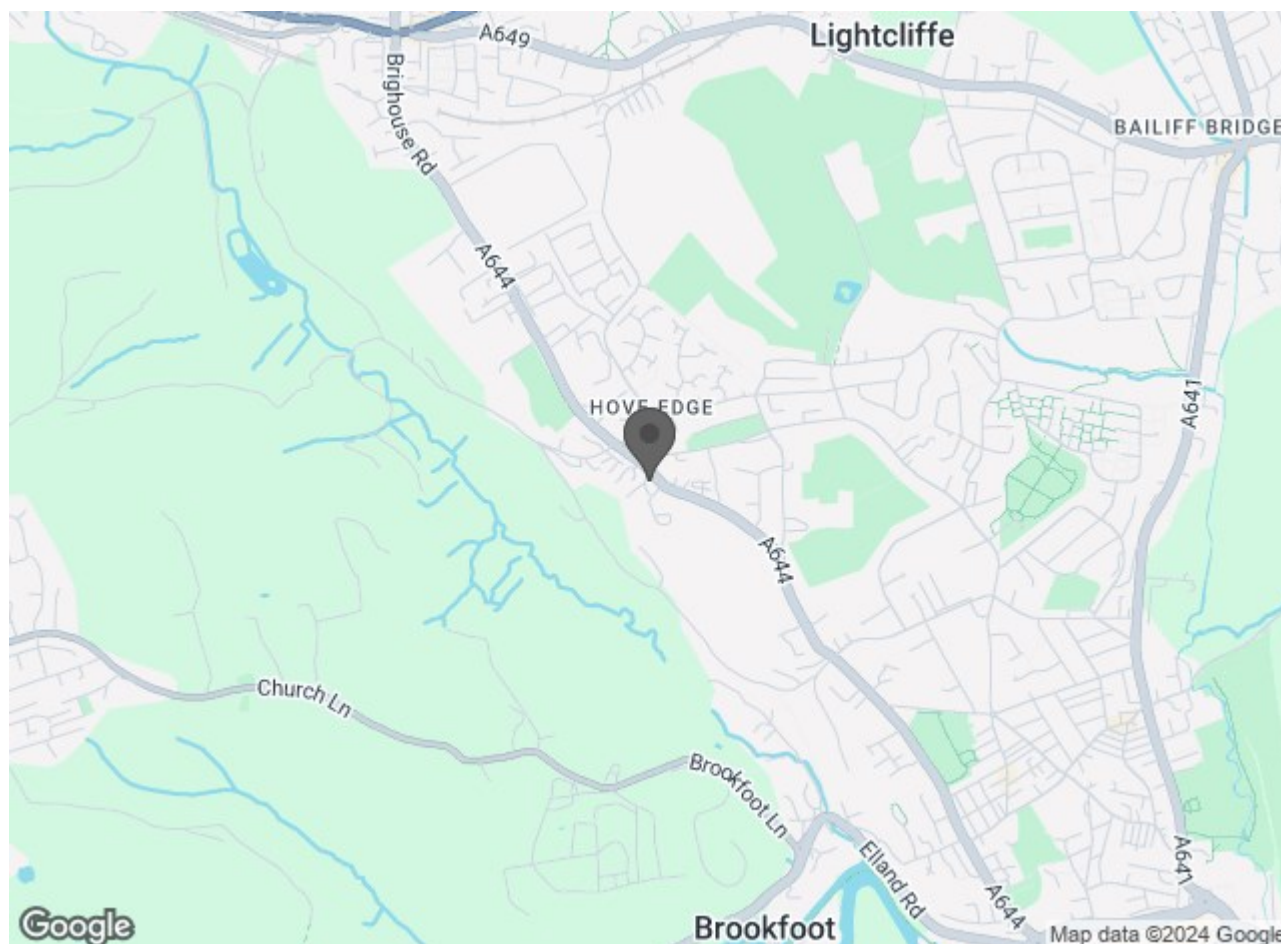 A649
Lightcliffe
Brighouse Rd
BAILIFF BRIDGE
A644
A641
HOVE EDGE
A644
Church Ln
Brookfoot Ln
Elland Rd
A641
A644
Brookfoot
Google
Map data ©2024 Google